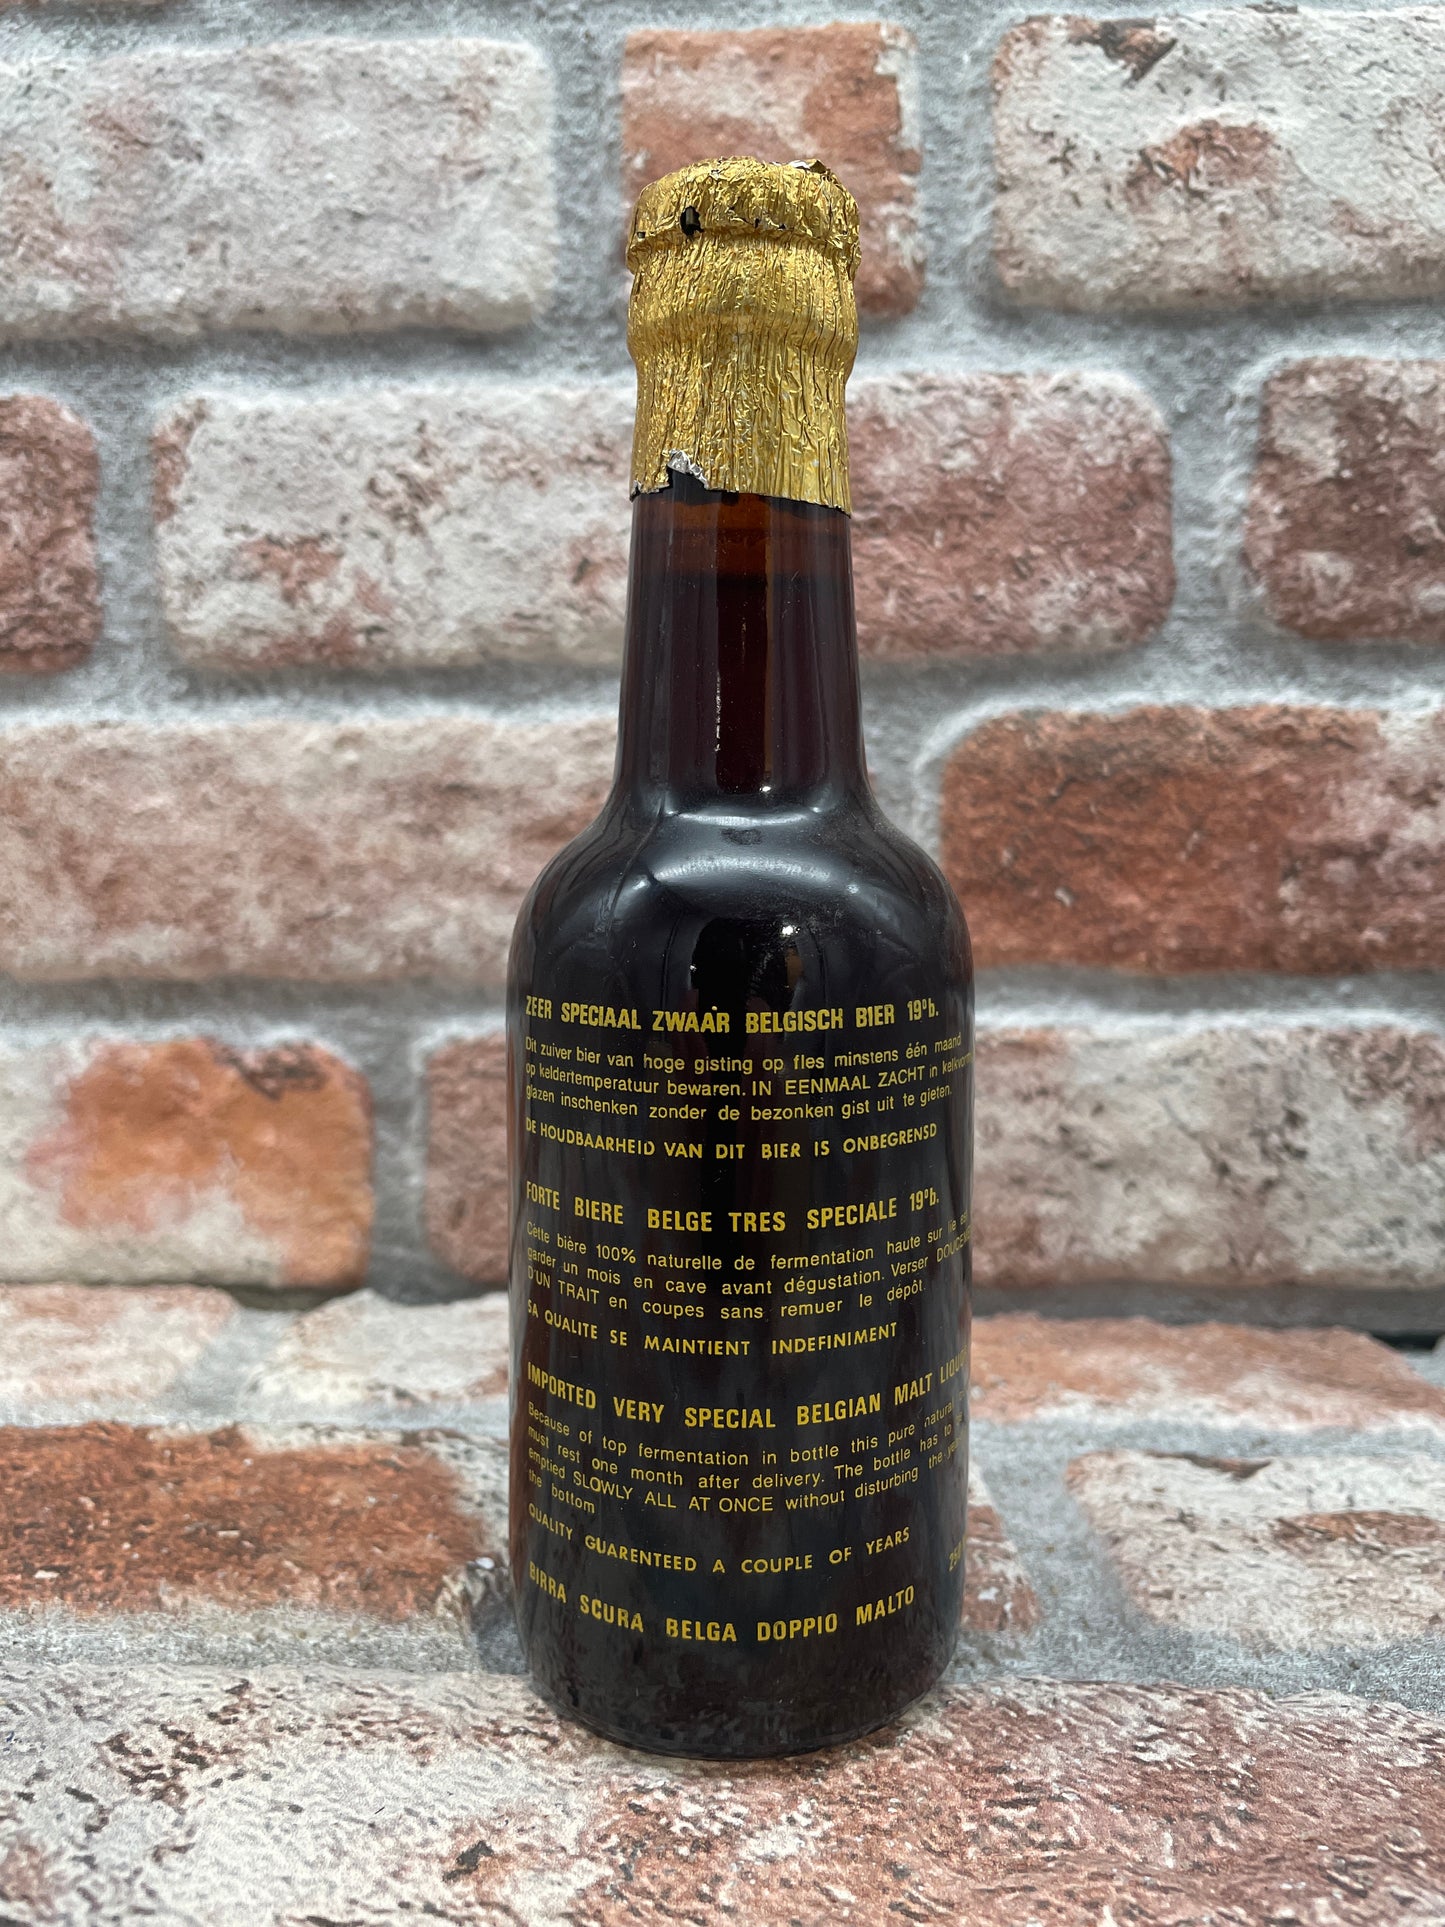 ZEER SPECIAAL ZWAAR BELGISCH BIER 19°b.
Dit zuiver bier van hoge gisting op fles minstens één maand
op keldertemperatuur bewaren. IN EENMAAL ZACHT in
glazen inschenken zonder de bezonken gist uit te gieten.
DE HOUDBAARHEID VAN DIT BIER IS ONBEGRENSD
FORTE BIERE BELGE TRES SPECIALE 19°b.
Cette bière 100% naturelle de fermentation haute sur lie est
garder un mois en cave avant dégustation. Verser
D'UN TRAIT en coupes sans remuer le dépôt.
SA QUALITE SE MAINTIENT INDEFINIMENT
IMPORTED VERY SPECIAL BELGIAN MALT
Because of top fermentation in bottle this pure natural
must rest one month after delivery. The bottle has to
emptied SLOWLY ALL AT ONCE without disturbing the
the bottom
QUALITY GUARENTEED A COUPLE OF YEARS
250
BIRRA SCURA BELGA DOPPIO MALTO